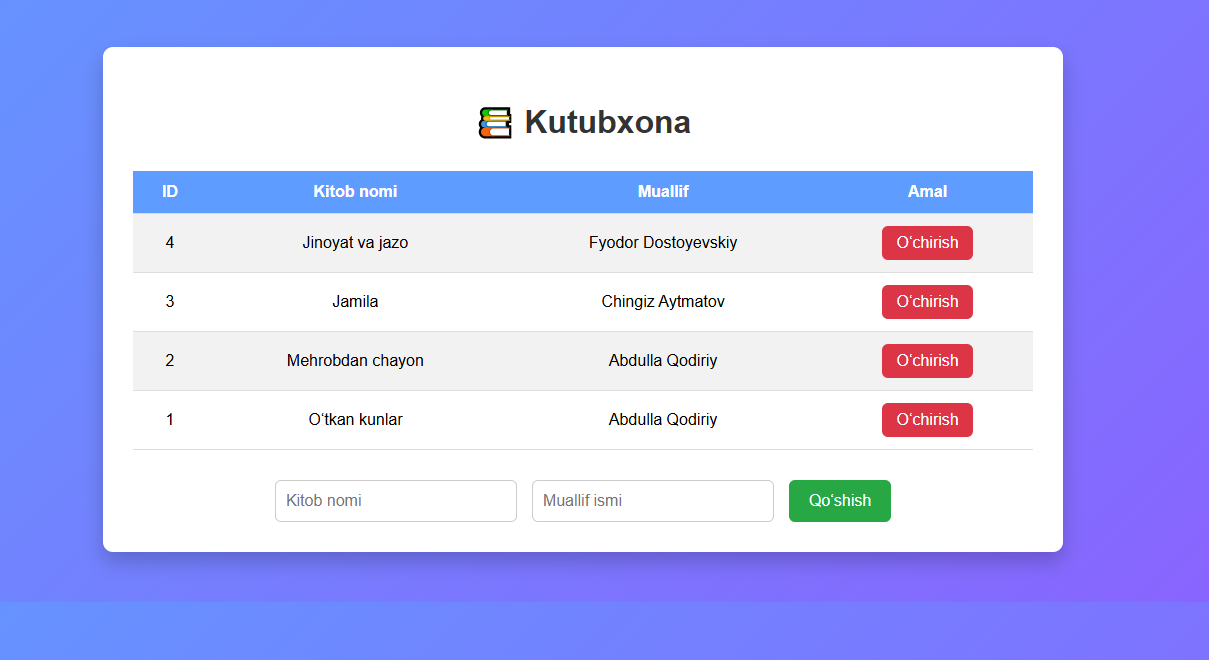 Kutubxona
ID Kitob nomi Muallif Amal
4 Jinoyat va jazo Fyodor Dostoyevskiy O‘chirish
3 Jamila Chingiz Aytmatov O‘chirish
2 Mehrobdan chayon Abdulla Qodiriy O‘chirish
1 O‘tkan kunlar Abdulla Qodiriy O‘chirish
Kitob nomi Muallif ismi Qo‘shish